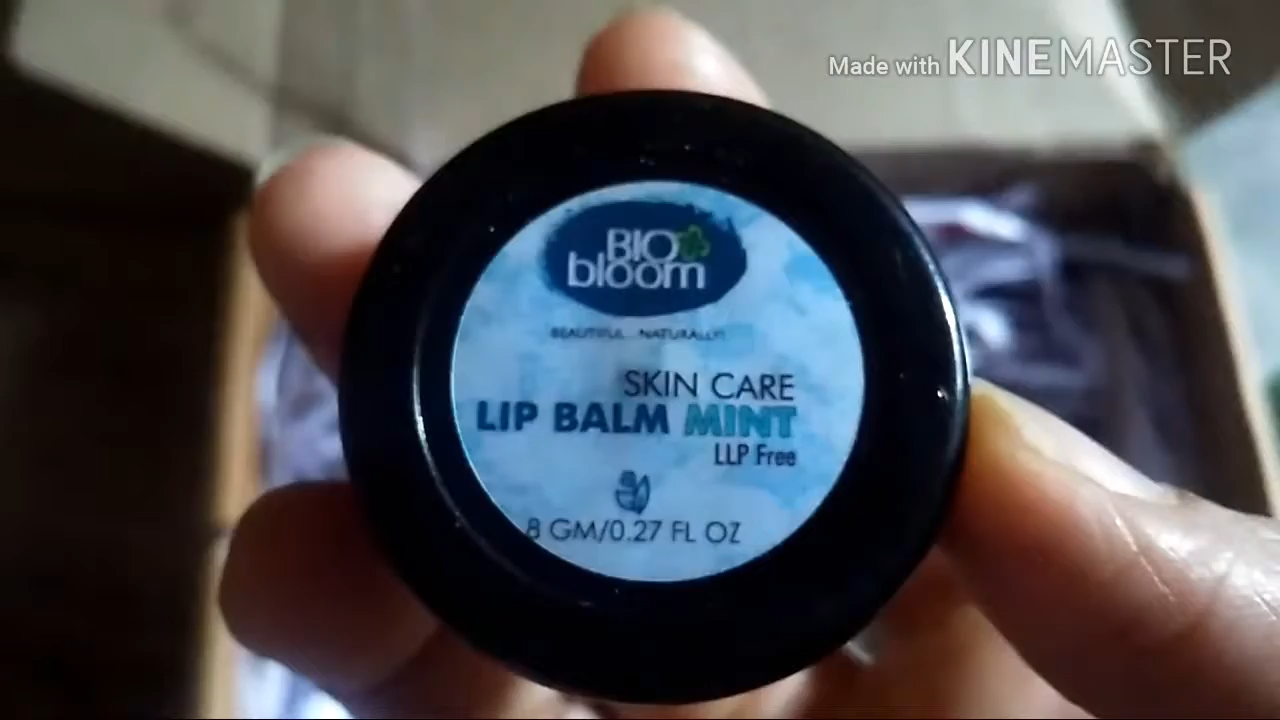 Made with KINEMASTER
BIO
bloom
BEAUTIFUL... NATURALLY!
SKIN CARE
LIP BALM MINT
LLP Free
8 GM/0.27 FL OZ